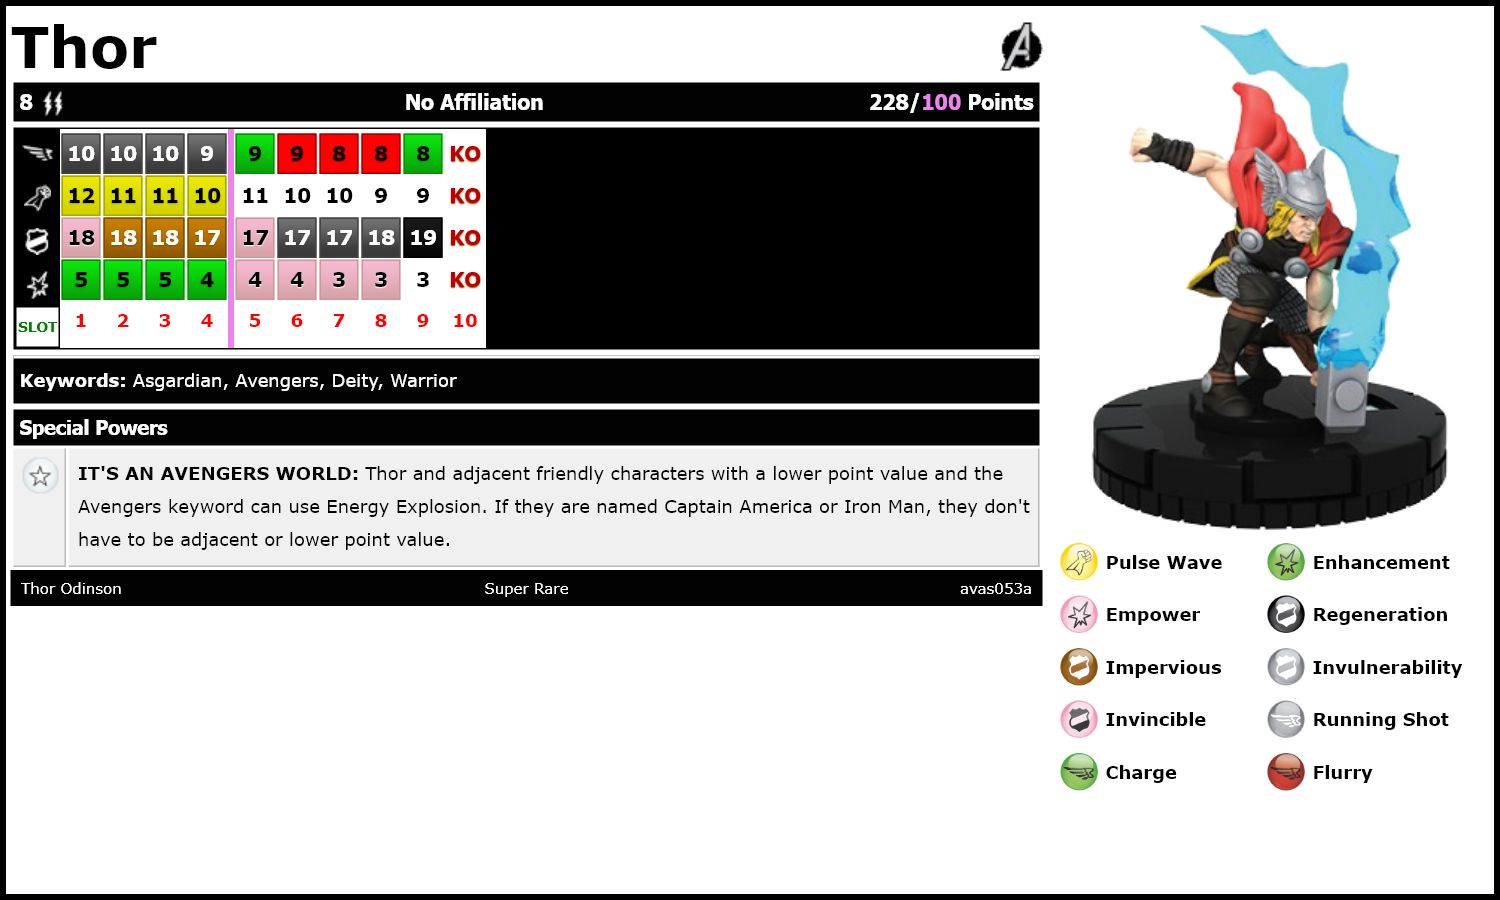 Thor
8 No Affiliation 228/100 Points
10 10 10 9 9 9 8 8 8 KO
12 11 11 10 11 10 10 9 9 KO
18 18 18 17 17 17 17 18 19 KO
5 5 5 4 4 4 3 3 3 KO
SLOT 1 2 3 4 5 6 7 8 9 10
Keywords: Asgardian, Avengers, Deity, Warrior
Special Powers
IT'S AN AVENGERS WORLD: Thor and adjacent friendly characters with a lower point value and the
Avengers keyword can use Energy Explosion. If they are named Captain America or Iron Man, they don't
have to be adjacent or lower point value.
Thor Odinson Super Rare avas053a
Pulse Wave Enhancement
Empower Regeneration
Impervious Invulnerability
Invincible Running Shot
Charge Flurry